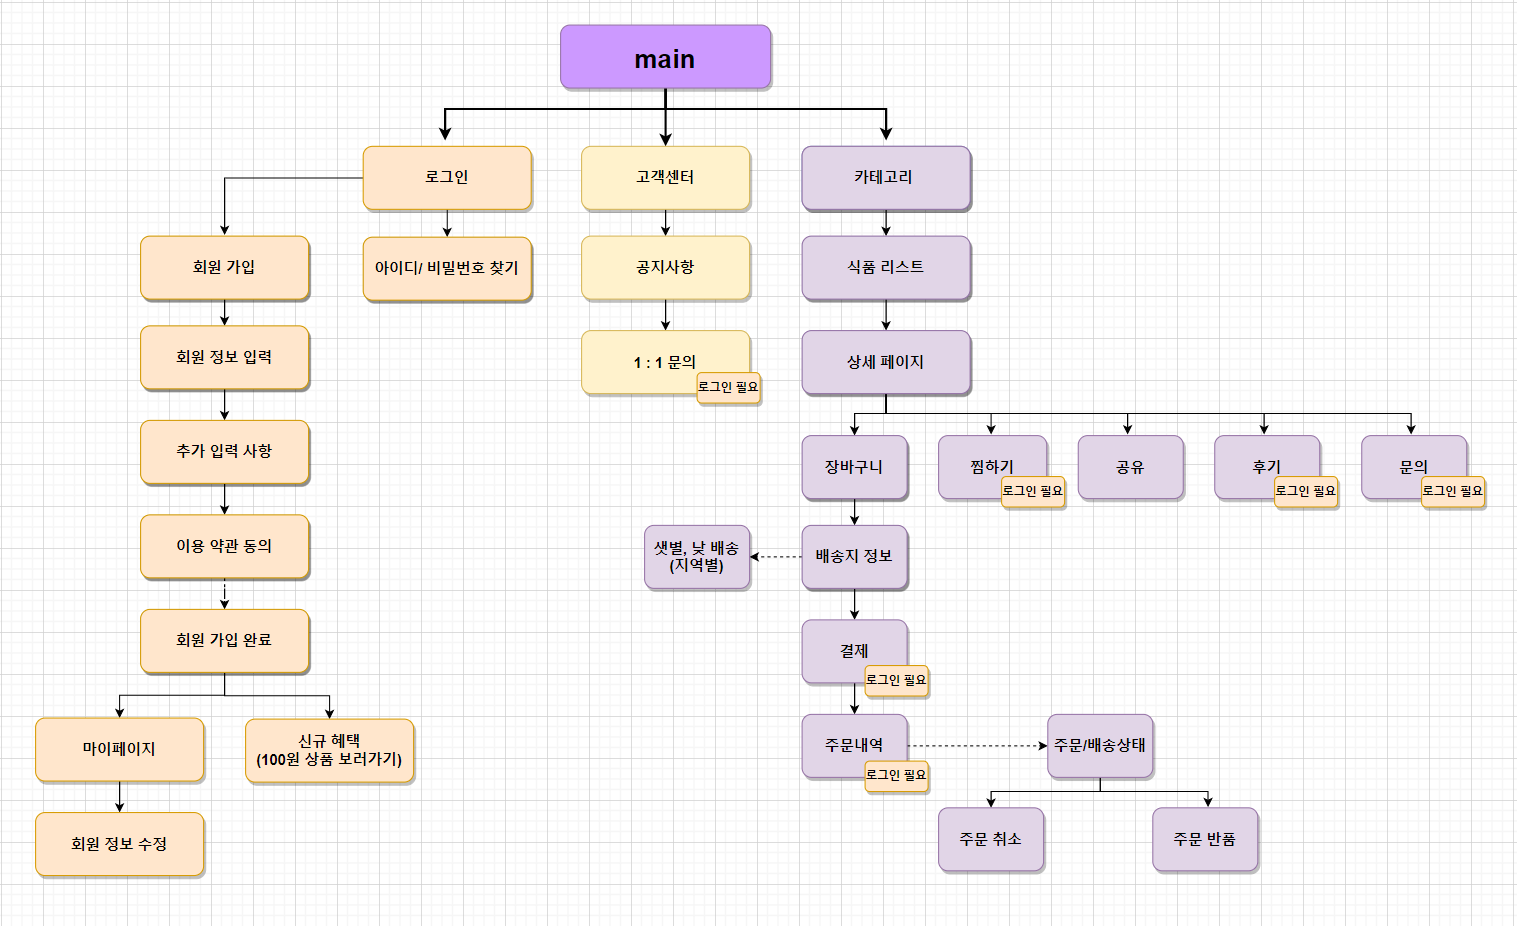 main
로그인
고객센터
카테고리
회원 가입
아이디/ 비밀번호 찾기
공지사항
식품 리스트
회원 정보 입력
1 : 1 문의
로그인 필요
상세 페이지
추가 입력 사항
장바구니
찜하기
로그인 필요
공유
후기
로그인 필요
문의
로그인 필요
이용 약관 동의
샛별, 낮 배송
(지역별)
배송지 정보
회원 가입 완료
결제
로그인 필요
마이페이지
신규 혜택
(100원 상품 보러가기)
주문내역
로그인 필요
주문/배송상태
회원 정보 수정
주문 취소
주문 반품